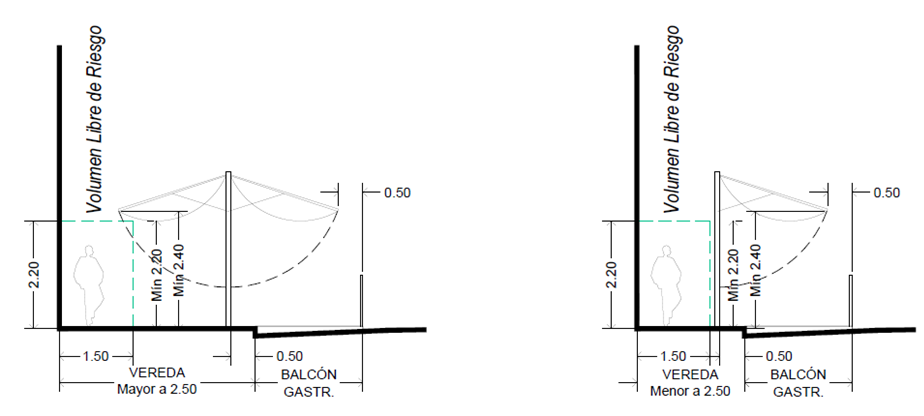 Volumen Libre de Riesgo
0.50
2.20
Min 2.20
Min 2.40
1.50
0.50
VEREDA
Mayor a 2.50
BALCÓN
GASTR.
Volumen Libre de Riesgo
0.50
2.20
Min 2.20
Min 2.40
1.50
0.50
VEREDA
Menor a 2.50
BALCÓN
GASTR.